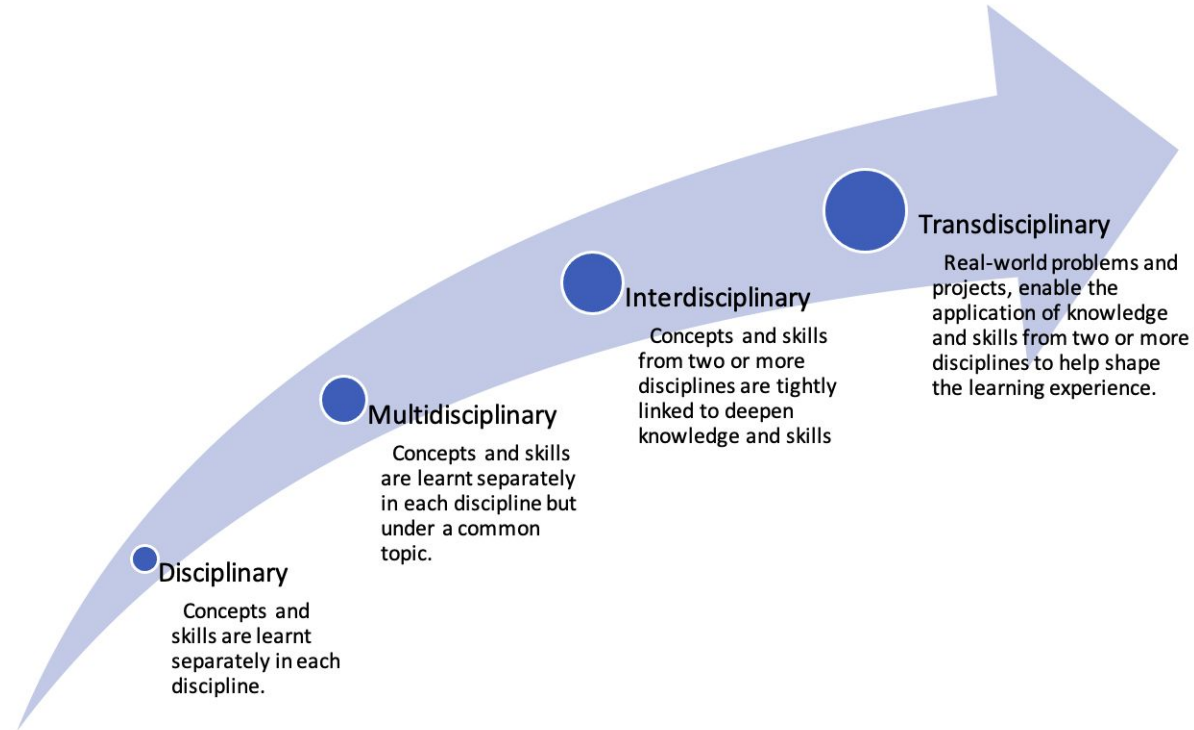 Transdisciplinary
Real-world problems and
projects, enable the
application of knowledge
and skills from two or more
disciplines to help shape
the learning experience.
Interdisciplinary
Concepts and skills
from two or more
disciplines are tightly
linked to deepen
knowledge and skills
Multidisciplinary
Concepts and skills
are learnt separately
in each discipline but
under a common
topic.
Disciplinary
Concepts and
skills are learnt
separately in each
discipline.